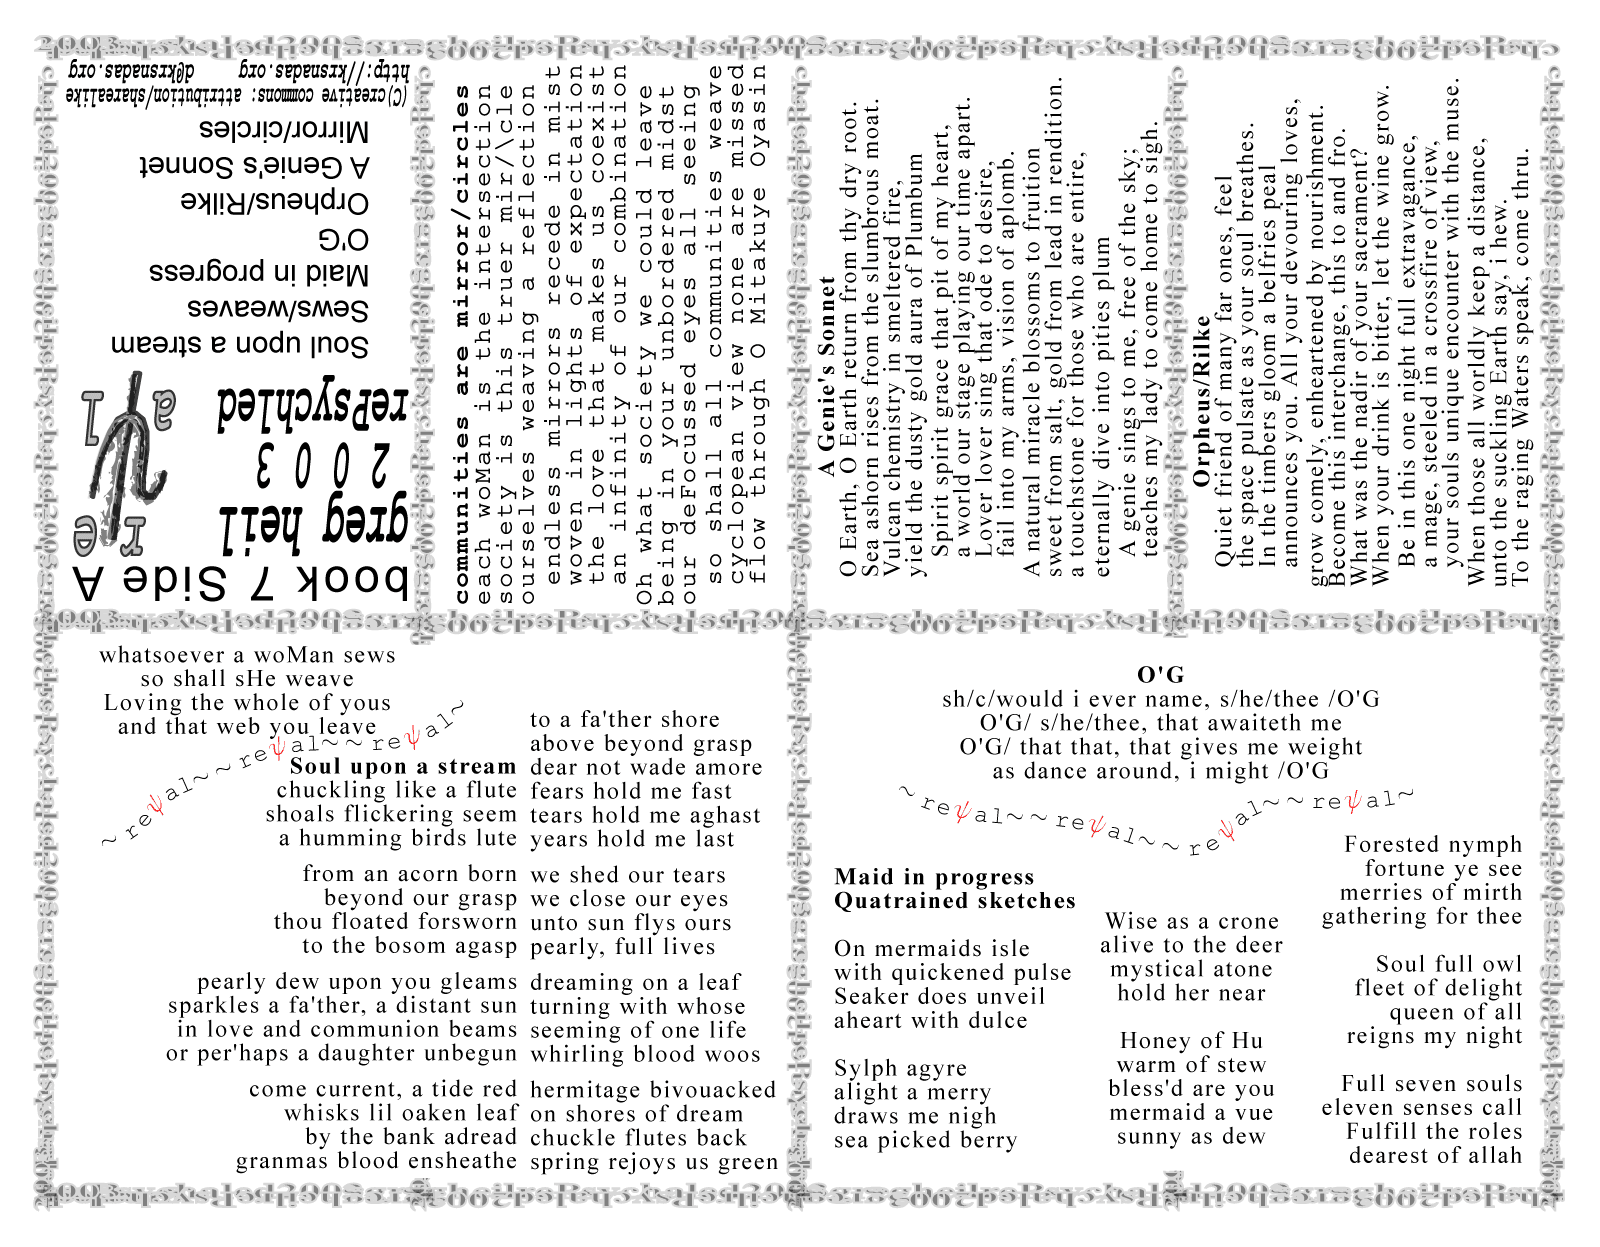 book 7 Side A
greg heil
2 0 0 3
rePsychled
re
a1
Soul upon a stream
Sews/weaves
Maid in progress
O'G
Orpheus/Rilke
A Genie's Sonnet
Mirror/circles
(C)creative commons: attribution/sharealike
http://krsnadas.org d@krsnadas.org
communities are mirror/circles
each woMan is the intersection
society is this truer mir/\cle
ourselves weaving a reflection
endless mirrors recede in mist
woven in lights of expectation
the love that makes us coexist
an infinity of our combination
Oh what society we could leave
being in your unbordered midst
our deFocussed eyes all seeing
so shall all communities weave
cyclopean view none are missed
flow through O Mitakuye Oyasin
A Genie's Sonnet
O Earth, O Earth return from thy dry root.
Sea ashorn rises from the slumbrous moat.
Vulcan chemistry in smeltered fire,
yield the dusty gold aura of Plumbum
Spirit spirit grace that pit of my heart,
a world our stage playing our time apart.
Lover lover sing that ode to desire,
fail into my arms, vision of aplomb.
A natural miracle blossoms to fruition
sweet from salt, gold from lead in rendition.
a touchstone for those who are entire,
eternally dive into pities plum
A genie sings to me, free of the sky;
teaches my lady to come home to sigh.
Orpheus/Rilke
Quiet friend of many far ones, feel
the space pulsate as your soul breathes.
In the timbers gloom a belfries peal
announces you. All your devouring loves,
grow comely, enheartened by nourishment.
Become this interchange, this to and fro.
What was the nadir of your sacrament?
When your drink is bitter, let the wine grow.
Be in this one night full extravagance,
a mage, steeled in a crossfire of view,
your souls unique encounter with the muse.
When those all worldly keep a distance,
unto the suckling Earth say, i hew.
To the raging Waters speak, come thru.
whatsoever a woMan sews
so shall sHe weave
Loving the whole of yous
and that web you leave
~reψal~~reψal~~reψal~
Soul upon a stream
chuckling like a flute
shoals flickering seem
a humming birds lute
from an acorn born
beyond our grasp
thou floated forsworn
to the bosom agasp
pearly dew upon you gleams
sparkles a fa'ther, a distant sun
in love and communion beams
or per'haps a daughter unbegun
come current, a tide red
whisks lil oaken leaf
by the bank adread
granmas blood ensheathe
to a fa'ther shore
above beyond grasp
dear not wade amore
fears hold me fast
tears hold me aghast
years hold me last
we shed our tears
we close our eyes
unto sun flys ours
pearly, full lives
dreaming on a leaf
turning with whose
seeming of one life
whirling blood woos
hermitage bivouacked
on shores of dream
chuckle flutes back
spring rejoys us green
O'G
sh/c/would i ever name, s/he/thee /O'G
O'G/ s/he/thee, that awaiteth me
O'G/ that that, that gives me weight
as dance around, i might /O'G
~reψal~~reψal~~reψal~~reψal~
Maid in progress
Quatrained sketches
On mermaids isle
with quickened pulse
Seaker does unveil
aheart with dulce
Sylph agyre
alight a merry
draws me nigh
sea picked berry
Wise as a crone
alive to the deer
mystical atone
hold her near
Honey of Hu
warm of stew
bless'd are you
mermaid a vue
sunny as dew
Forested nymph
fortune ye see
merries of mirth
gathering for thee
Soul full owl
fleet of delight
queen of all
reigns my night
Full seven souls
eleven senses call
Fulfill the roles
dearest of allah